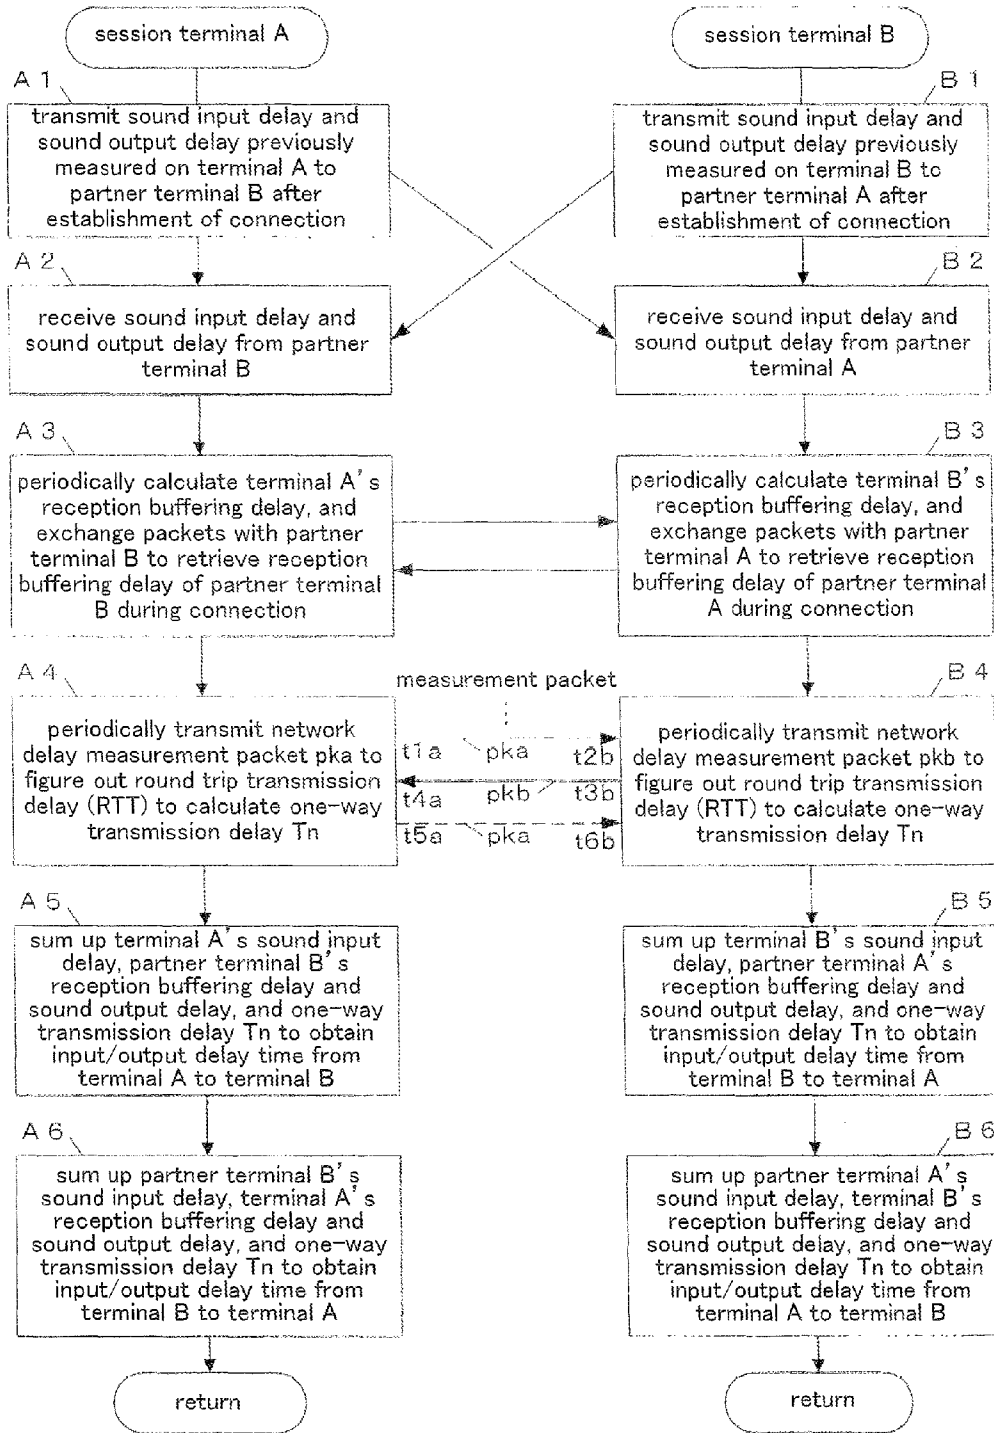 session terminal A
A1
transmit sound input delay and
sound output delay previously
measured on terminal A to
partner terminal B after
establishment of connection
A2
receive sound input delay and
sound output delay from partner
terminal B
A3
periodically calculate terminal A's
reception buffering delay, and
exchange packets with partner
terminal B to retrieve reception
buffering delay of partner terminal
B during connection
A4
periodically transmit network
delay measurement packet pka to
figure out round trip transmission
delay (RTT) to calculate one-way
transmission delay Tn
measurement packet
t1a pka t2b
t4a pkb t3b
t5a pka t6b
A5
sum up terminal A's sound input
delay, partner terminal B's
reception buffering delay and
sound output delay, and one-way
transmission delay Tn to obtain
input/output delay time from
terminal A to terminal B
A6
sum up partner terminal B's
sound input delay, terminal A's
reception buffering delay and
sound output delay, and one-way
transmission delay Tn to obtain
input/output delay time from
terminal B to terminal A
return
session terminal B
B1
transmit sound input delay and
sound output delay previously
measured on terminal B to
partner terminal A after
establishment of connection
B2
receive sound input delay and
sound output delay from partner
terminal A
B3
periodically calculate terminal B's
reception buffering delay, and
exchange packets with partner
terminal A to retrieve reception
buffering delay of partner terminal
A during connection
B4
periodically transmit network
delay measurement packet pkb to
figure out round trip transmission
delay (RTT) to calculate one-way
transmission delay Tn
B5
sum up terminal B's sound input
delay, partner terminal A's
reception buffering delay and
sound output delay, and one-way
transmission delay Tn to obtain
input/output delay time from
terminal B to terminal A
B6
sum up partner terminal A's
sound input delay, terminal B's
reception buffering delay and
sound output delay, and one-way
transmission delay Tn to obtain
input/output delay time from
terminal A to terminal B
return